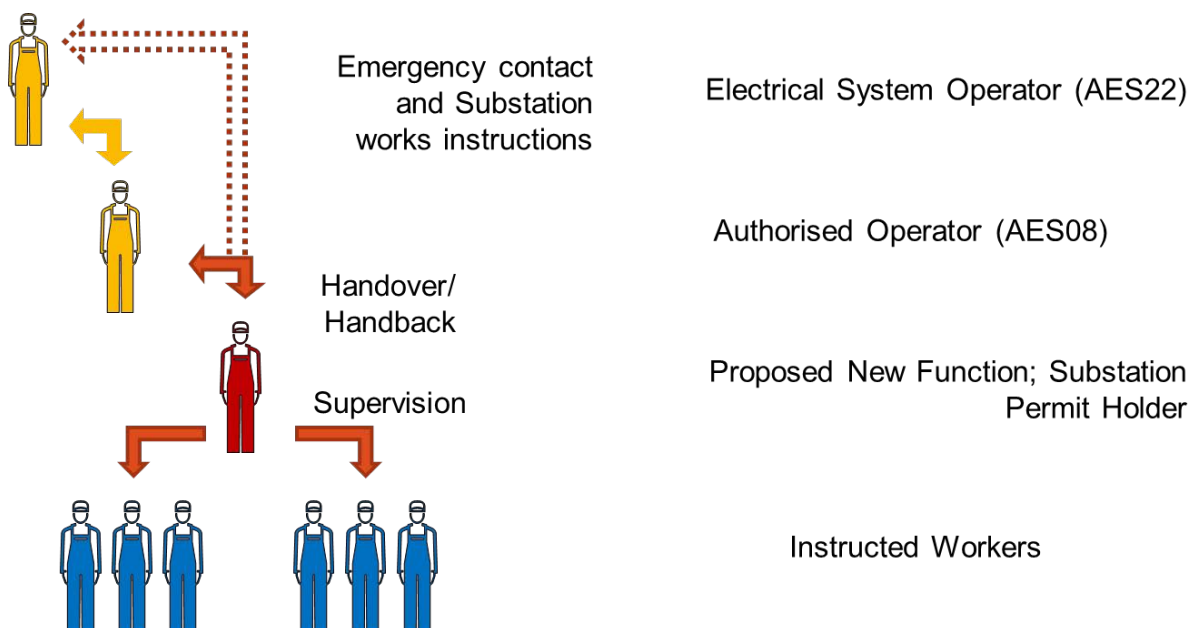 Emergency contact
and Substation
works instructions
Electrical System Operator (AES22)
Authorised Operator (AES08)
Handover/
Handback
Proposed New Function; Substation
Permit Holder
Supervision
Instructed Workers